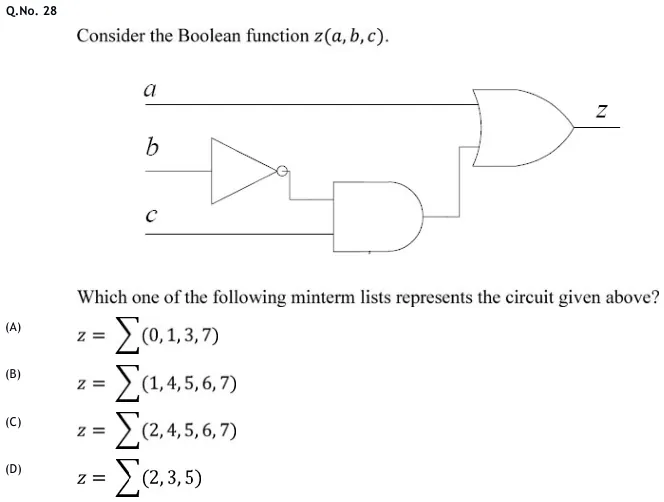 Q.No. 28
Consider the Boolean function z(a, b, c).
a
z
b
c
Which one of the following minterm lists represents the circuit given above?
(A) z = ∑(0, 1, 3, 7)
(B) z = ∑(1, 4, 5, 6, 7)
(C) z = ∑(2, 4, 5, 6, 7)
(D) z = ∑(2, 3, 5)